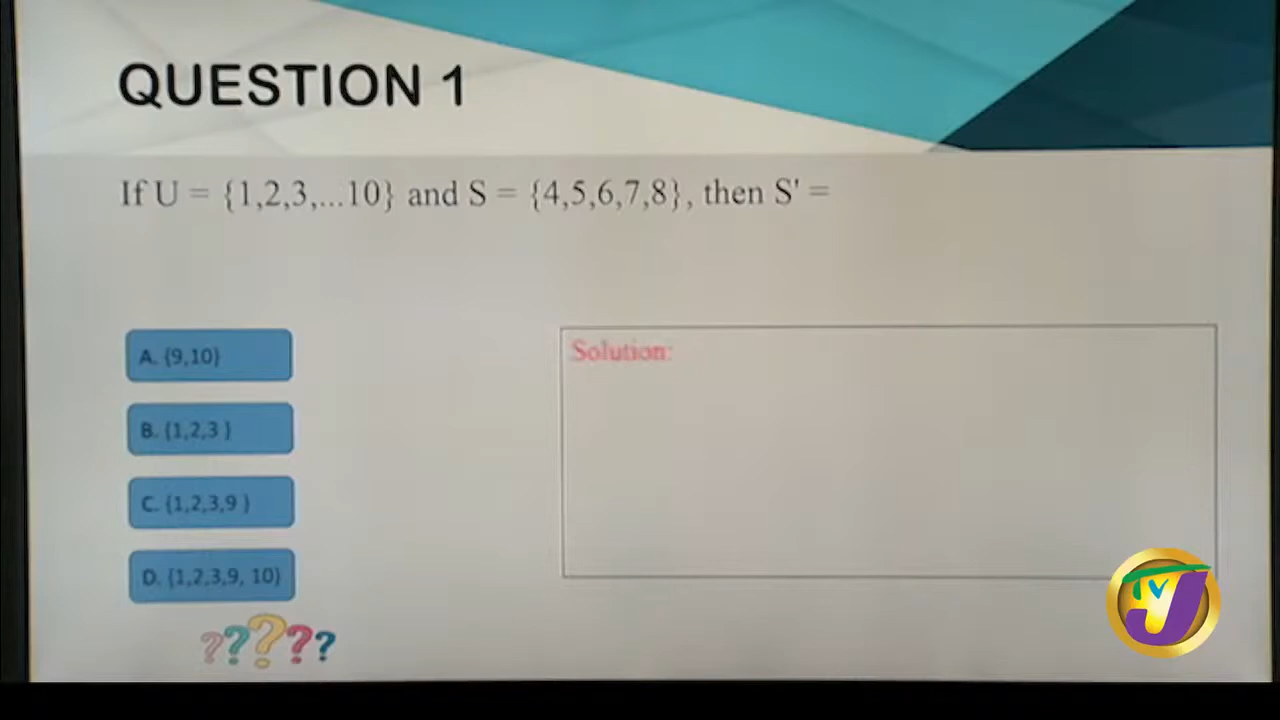 QUESTION 1
If U = {1,2,3,...10} and S = {4,5,6,7,8}, then S' =
A. {9,10}
B. {1,2,3 }
C. {1,2,3,9 }
D. {1,2,3,9, 10}
Solution:
?????
TVJ